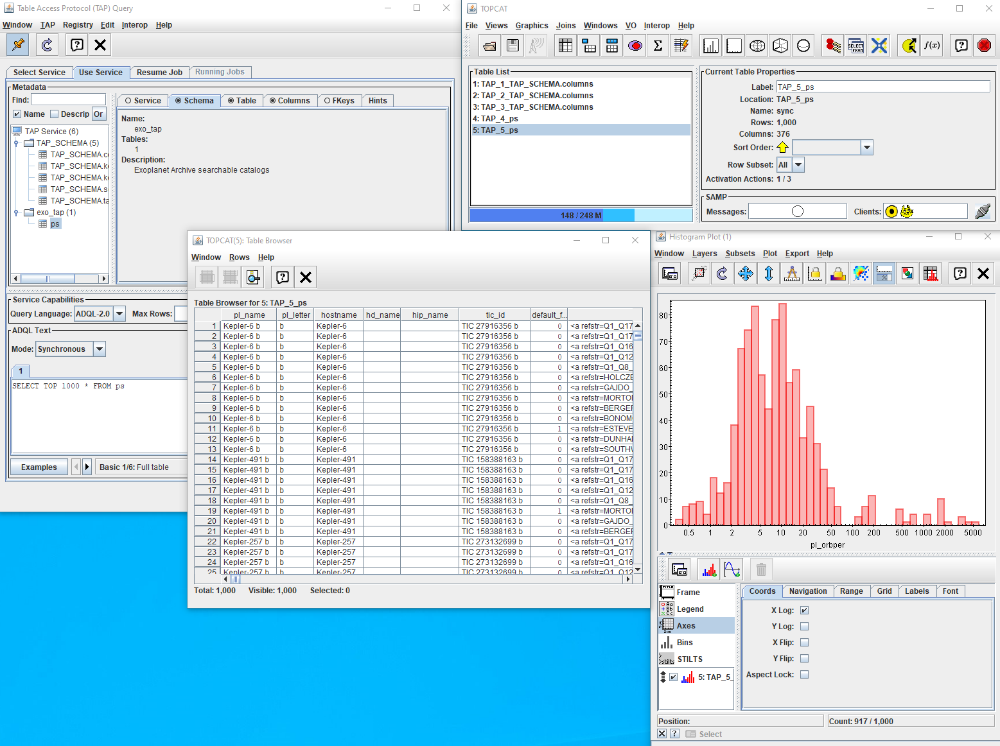 Table Access Protocol (TAP) Query
Window TAP Registry Edit Interop Help
Select Service Use Service Resume Job Running Jobs
Metadata
Find:
Name Descrip Or
TAP Service (6)
TAP_SCHEMA (5)
TAP_SCHEMA.c
TAP_SCHEMA.k
TAP_SCHEMA.k
TAP_SCHEMA.s
TAP_SCHEMA.ta
exo_tap (1)
ps
Service Schema Table Columns FKeys Hints
Name:
exo_tap
Tables:
1
Description:
Exoplanet Archive searchable catalogs
Service Capabilities
Query Language: ADQL-2.0 Max Rows:
ADQL Text
Mode: Synchronous
1
SELECT TOP 1000 * FROM ps
Examples Basic 1/6: Full table
TOPCAT
File Views Graphics Joins Windows VO Interop Help
SELECT FROM
f(x)
Table List
1: TAP_1_TAP_SCHEMA.columns
2: TAP_2_TAP_SCHEMA.columns
3: TAP_3_TAP_SCHEMA.columns
4: TAP_4_ps
5: TAP_5_ps
148 / 248 M
Current Table Properties
Label: TAP_5_ps
Location: TAP_5_ps
Name: sync
Rows: 1,000
Columns: 376
Sort Order:
Row Subset: All
Activation Actions: 1 / 3
SAMP
Messages: Clients:
TOPCAT(5): Table Browser
Window Rows Help
Table Browser for 5: TAP_5_ps
pl_name pl_letter hostname hd_name hip_name tic_id default_f...
1 Kepler-6 b b Kepler-6 TIC 27916356 b 0 <a refstr=Q1_Q17
2 Kepler-6 b b Kepler-6 TIC 27916356 b 0 <a refstr=Q1_Q17
3 Kepler-6 b b Kepler-6 TIC 27916356 b 0 <a refstr=Q1_Q16
4 Kepler-6 b b Kepler-6 TIC 27916356 b 0 <a refstr=Q1_Q12
5 Kepler-6 b b Kepler-6 TIC 27916356 b 0 <a refstr=Q1_Q8_
6 Kepler-6 b b Kepler-6 TIC 27916356 b 0 <a refstr=HOLCZE
7 Kepler-6 b b Kepler-6 TIC 27916356 b 0 <a refstr=GAJDO_
8 Kepler-6 b b Kepler-6 TIC 27916356 b 0 <a refstr=MORTO
9 Kepler-6 b b Kepler-6 TIC 27916356 b 0 <a refstr=BERGER
10 Kepler-6 b b Kepler-6 TIC 27916356 b 0 <a refstr=BONOM
11 Kepler-6 b b Kepler-6 TIC 27916356 b 1 <a refstr=ESTEVE
12 Kepler-6 b b Kepler-6 TIC 27916356 b 0 <a refstr=DUNHA
13 Kepler-6 b b Kepler-6 TIC 27916356 b 0 <a refstr=SOUTHW
14 Kepler-491 b b Kepler-491 TIC 158388163 b 0 <a refstr=Q1_Q17
15 Kepler-491 b b Kepler-491 TIC 158388163 b 0 <a refstr=Q1_Q17
16 Kepler-491 b b Kepler-491 TIC 158388163 b 0 <a refstr=Q1_Q16
17 Kepler-491 b b Kepler-491 TIC 158388163 b 0 <a refstr=Q1_Q12
18 Kepler-491 b b Kepler-491 TIC 158388163 b 0 <a refstr=Q1_Q8_
19 Kepler-491 b b Kepler-491 TIC 158388163 b 1 <a refstr=MORTO
20 Kepler-491 b b Kepler-491 TIC 158388163 b 0 <a refstr=GAJDO_
21 Kepler-491 b b Kepler-491 TIC 158388163 b 0 <a refstr=BERGER
22 Kepler-257 b b Kepler-257 TIC 273132699 b 0 <a refstr=Q1_Q17
23 Kepler-257 b b Kepler-257 TIC 273132699 b 0 <a refstr=Q1_Q17
24 Kepler-257 b b Kepler-257 TIC 273132699 b 0 <a refstr=Q1_Q16
25 Kepler-257 b b Kepler-257 TIC 273132699 b 0 <a refstr=Q1_Q12
Total: 1,000 Visible: 1,000 Selected: 0
Histogram Plot (1)
Window Layers Subsets Plot Export Help
80
70
60
50
40
30
20
10
0
0.5 1 2 5 10 20 50 100 200 500 1000 2000 5000
pl_orbper
Frame
Legend
Axes
Bins
STILTS
5: TAP_5_
Coords Navigation Range Grid Labels Font
X Log:
Y Log:
X Flip:
Y Flip:
Aspect Lock:
Position: Count: 917 / 1,000
Select